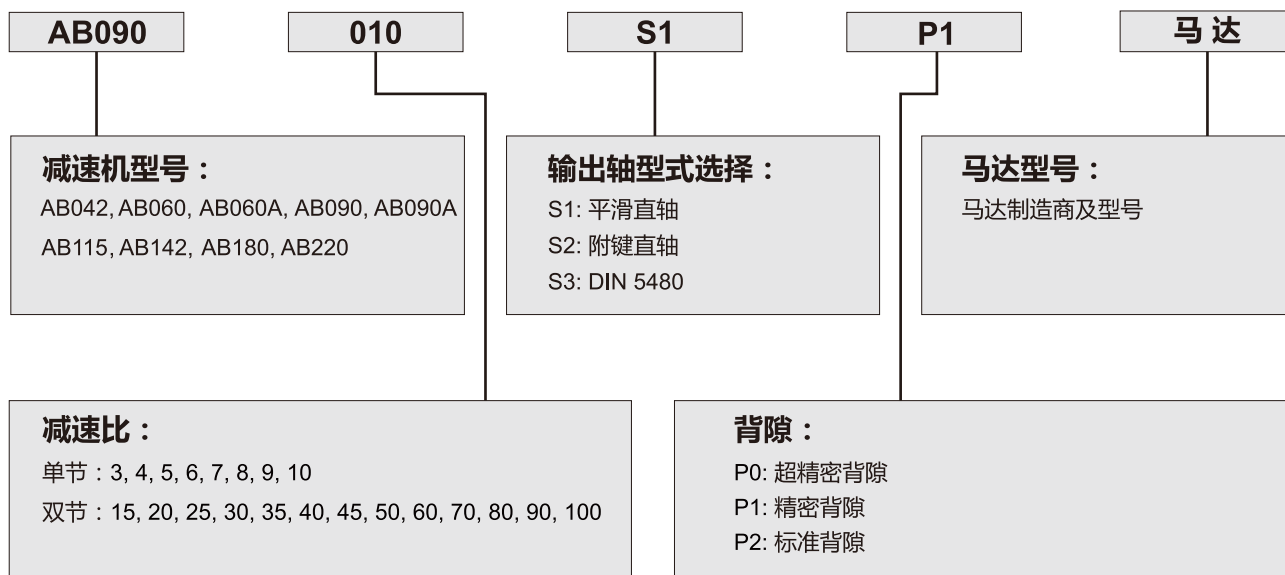 AB090 010 S1 P1 马达
减速机型号：
AB042, AB060, AB060A, AB090, AB090A
AB115, AB142, AB180, AB220
输出轴型式选择：
S1: 平滑直轴
S2: 附键直轴
S3: DIN 5480
马达型号：
马达制造商及型号
减速比：
单节：3, 4, 5, 6, 7, 8, 9, 10
双节：15, 20, 25, 30, 35, 40, 45, 50, 60, 70, 80, 90, 100
背隙：
P0: 超精密背隙
P1: 精密背隙
P2: 标准背隙